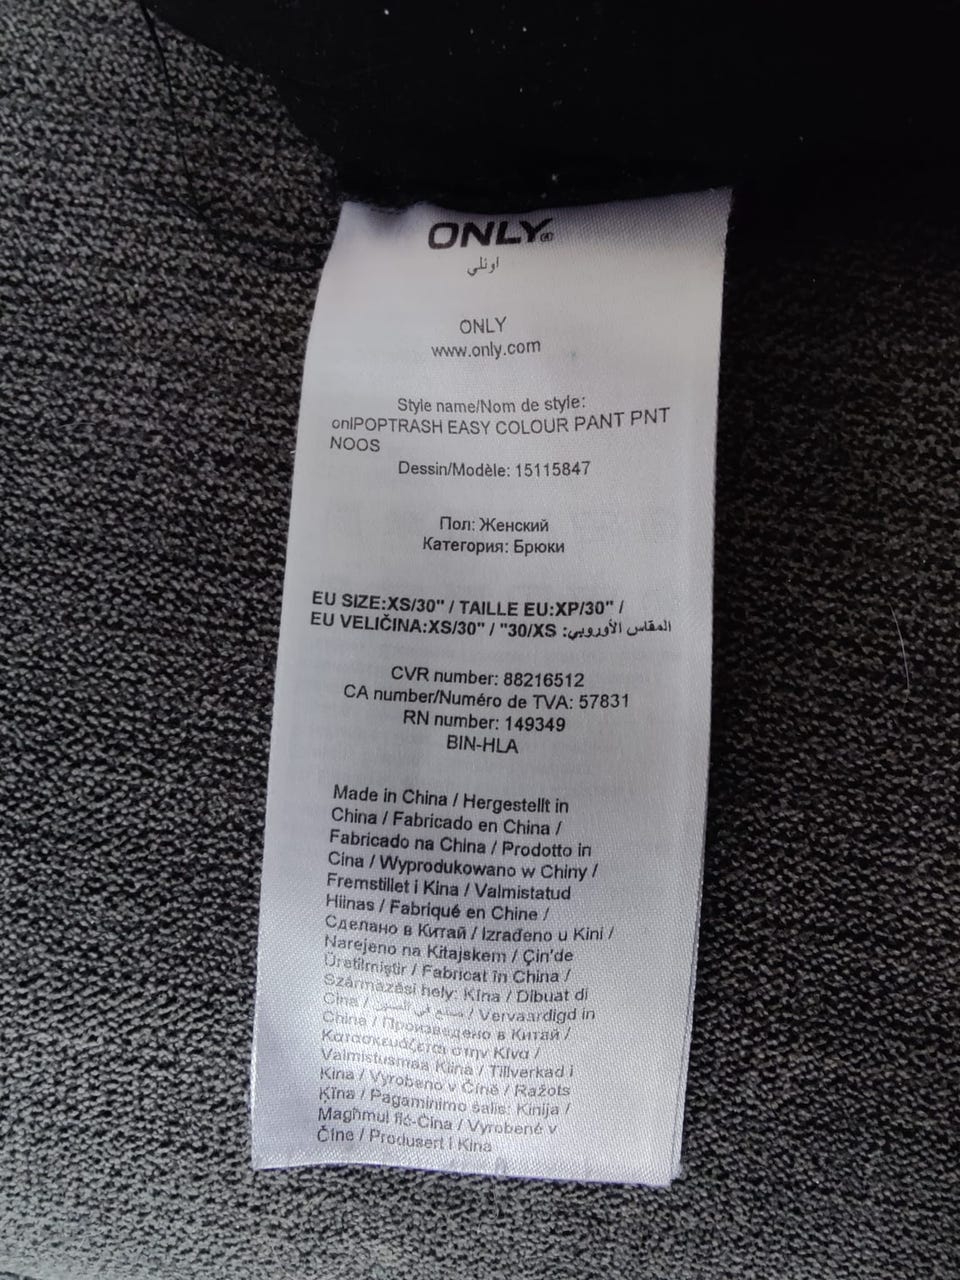 ONLY®
اونلي
ONLY
www.only.com
Style name/Nom de style:
onlPOPTRASH EASY COLOUR PANT PNT
NOOS
Dessin/Modèle: 15115847
Пол: Женский
Категория: Брюки
EU SIZE:XS/30" / TAILLE EU:XP/30" /
EU VELIČINA:XS/30" / "30/XS :المقاس الأوروبي
CVR number: 88216512
CA number/Numéro de TVA: 57831
RN number: 149349
BIN-HLA
Made in China / Hergestellt in
China / Fabricado en China /
Fabricado na China / Prodotto in
Cina / Wyprodukowano w Chiny /
Fremstillet i Kina / Valmistatud
Hiinas / Fabriqué en Chine /
Сделано в Китай / Izrađeno u Kini /
Narejeno na Kitajskem / Çin'de
Üretilmiştir / Fabricat în China /
Származási hely: Kína / Dibuat di
Cina / صنع في الصين / Vervaardigd in
China / Произведено в Китай /
Κατασκευάζεται στην Κίνα /
Valmistusmaa Kiina / Tillverkad i
Kina / Vyrobeno v Číně / Ražots
Ķīna / Pagaminimo šalis: Kinija /
Magħmul fiċ-Ċina / Vyrobené v
Číne / Produsert i Kina